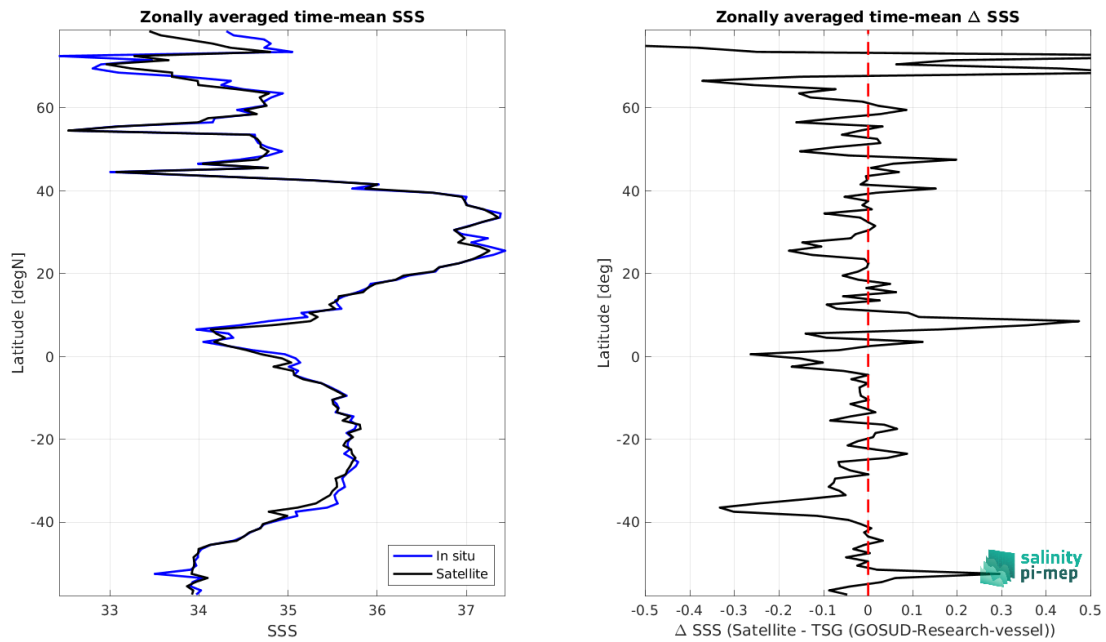 Zonally averaged time-mean SSS
60
40
20
0
-20
-40
Latitude [degN]
33
34
35
36
37
SSS
In situ
Satellite
Zonally averaged time-mean Δ SSS
60
40
20
0
-20
-40
Latitude [deg]
-0.5
-0.4
-0.3
-0.2
-0.1
0
0.1
0.2
0.3
0.4
0.5
Δ SSS (Satellite - TSG (GOSUD-Research-vessel))
salinity
pi-mep